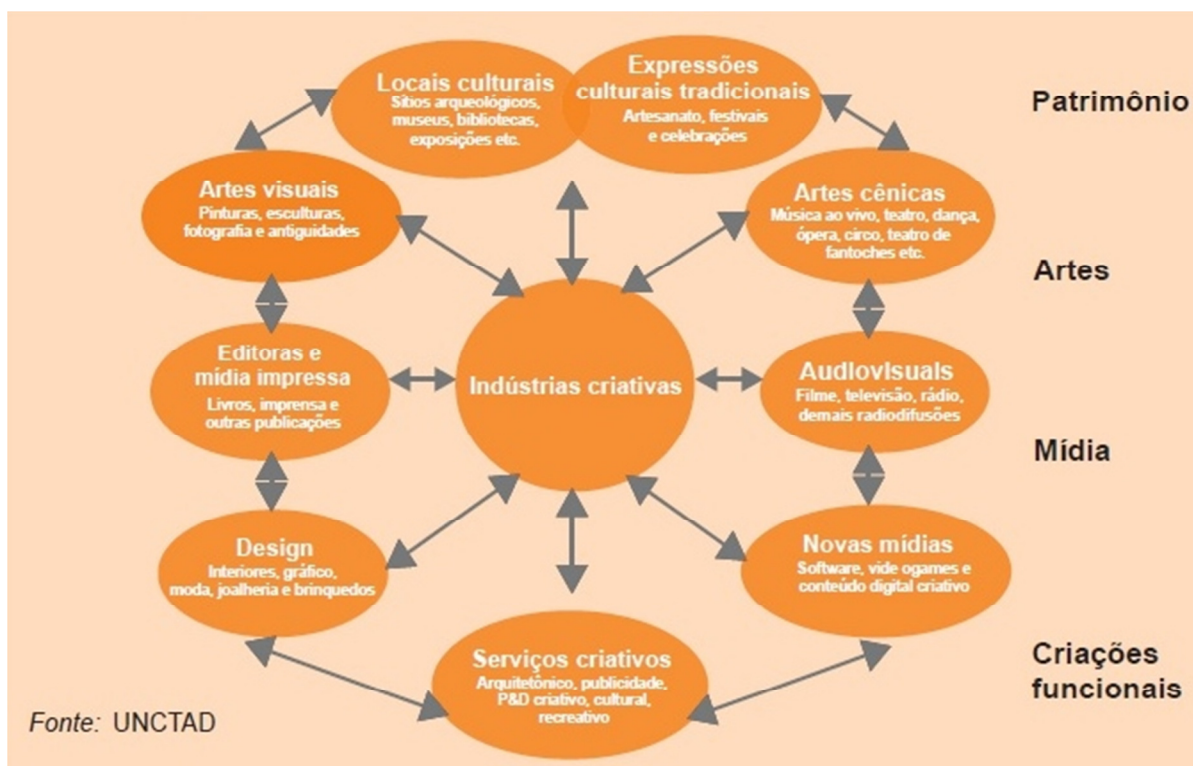 Locais culturais
Sítios arqueológicos,
museus, bibliotecas,
exposições etc.
Expressões
culturais tradicionais
Artesanato, festivais
e celebrações
Patrimônio
Artes visuais
Pinturas, esculturas,
fotografia e antiguidades
Artes cênicas
Música ao vivo, teatro, dança,
ópera, circo, teatro de
fantoches etc.
Artes
Editoras e
mídia impressa
Livros, imprensa e
outras publicações
Indústrias criativas
Audiovisuais
Filme, televisão, rádio,
demais radiodifusões
Mídia
Design
Interiores, gráfico,
moda, joalheria e brinquedos
Novas mídias
Software, vide ogames e
conteúdo digital criativo
Serviços criativos
Arquitetônico, publicidade,
P&D criativo, cultural,
recreativo
Criações
funcionais
Fonte: UNCTAD